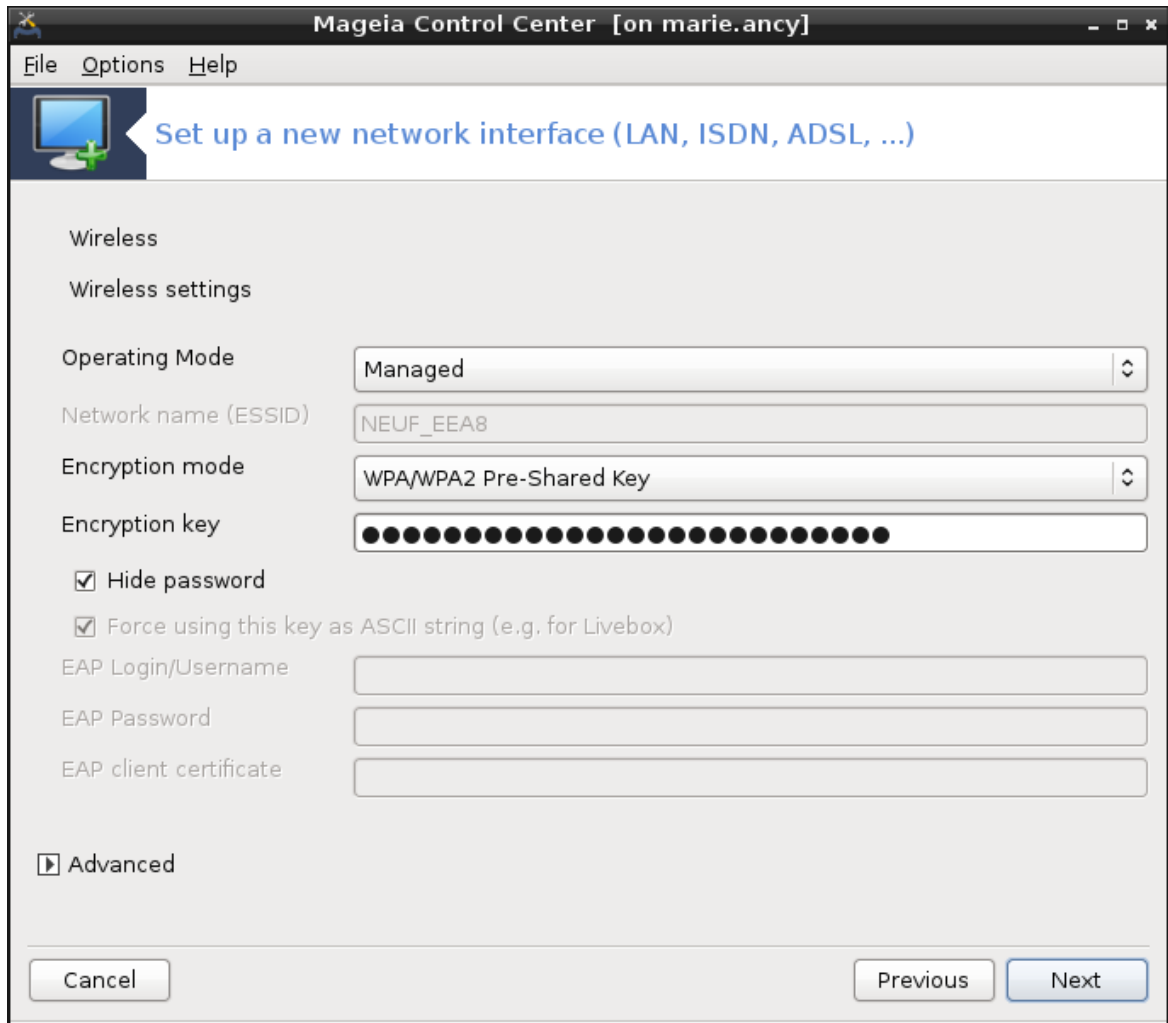 Mageia Control Center [on marie.ancy]
File Options Help
Set up a new network interface (LAN, ISDN, ADSL, ...)
Wireless
Wireless settings
Operating Mode Managed
Network name (ESSID) NEUF_EEA8
Encryption mode WPA/WPA2 Pre-Shared Key
Encryption key ●●●●●●●●●●●●●●●●●●●●●●●●●●
Hide password
Force using this key as ASCII string (e.g. for Livebox)
EAP Login/Username
EAP Password
EAP client certificate
Advanced
Cancel Previous Next